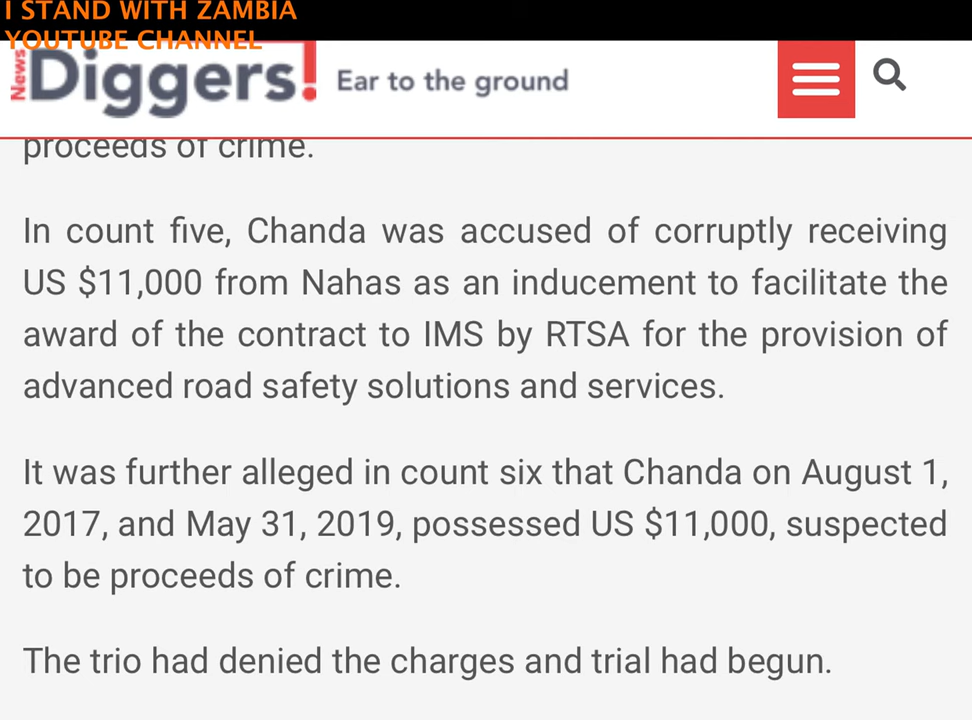 I STAND WITH ZAMBIA
YOUTUBE CHANNEL
News Diggers! Ear to the ground
proceeds of crime.
In count five, Chanda was accused of corruptly receiving
US $11,000 from Nahas as an inducement to facilitate the
award of the contract to IMS by RTSA for the provision of
advanced road safety solutions and services.
It was further alleged in count six that Chanda on August 1,
2017, and May 31, 2019, possessed US $11,000, suspected
to be proceeds of crime.
The trio had denied the charges and trial had begun.